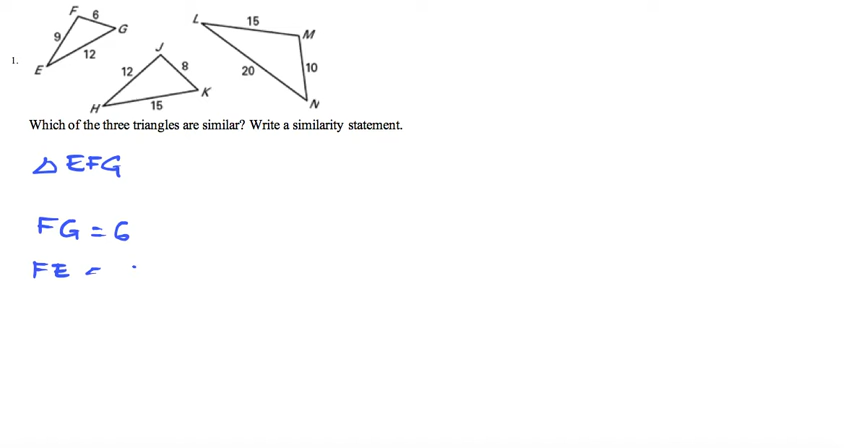 F 6 G L 15 M
9 12 J
1. E 12 8 20 10
H 15 K N
Which of the three triangles are similar? Write a similarity statement.
△ EFG
FG = 6
FE =